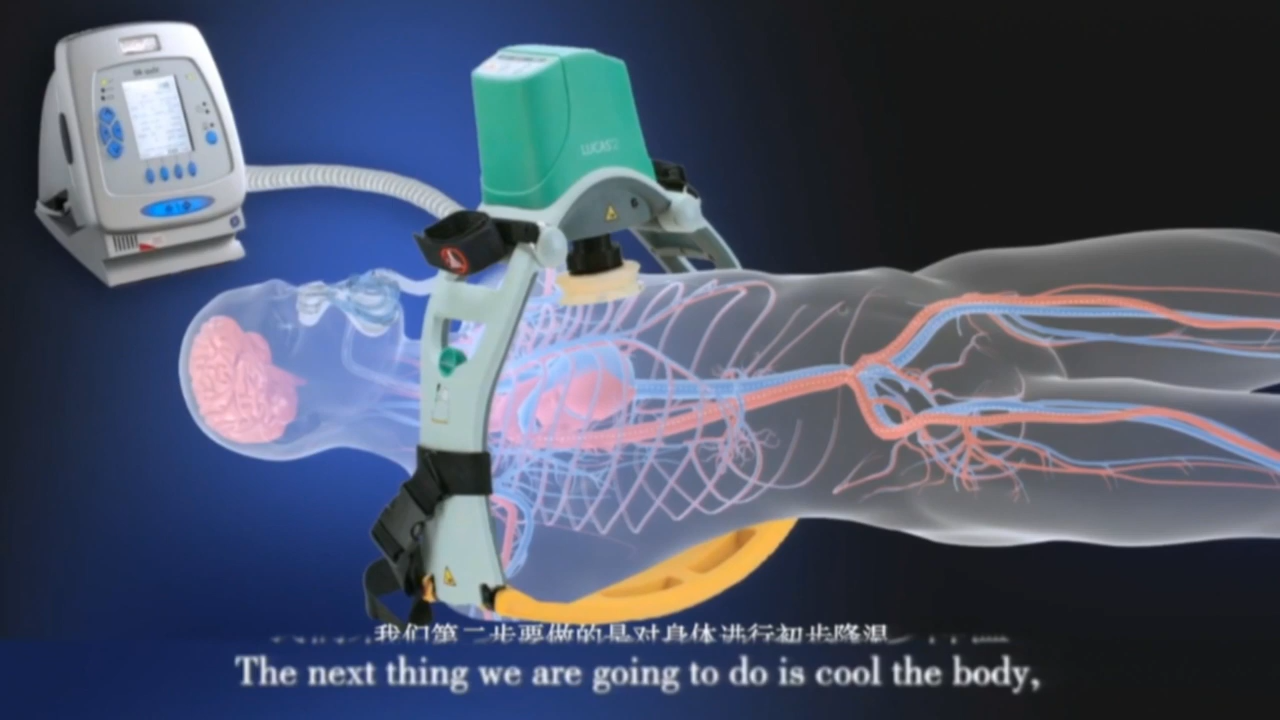 LUCAS
我们第二步要做的是对身体进行初步降温
The next thing we are going to do is cool the body,